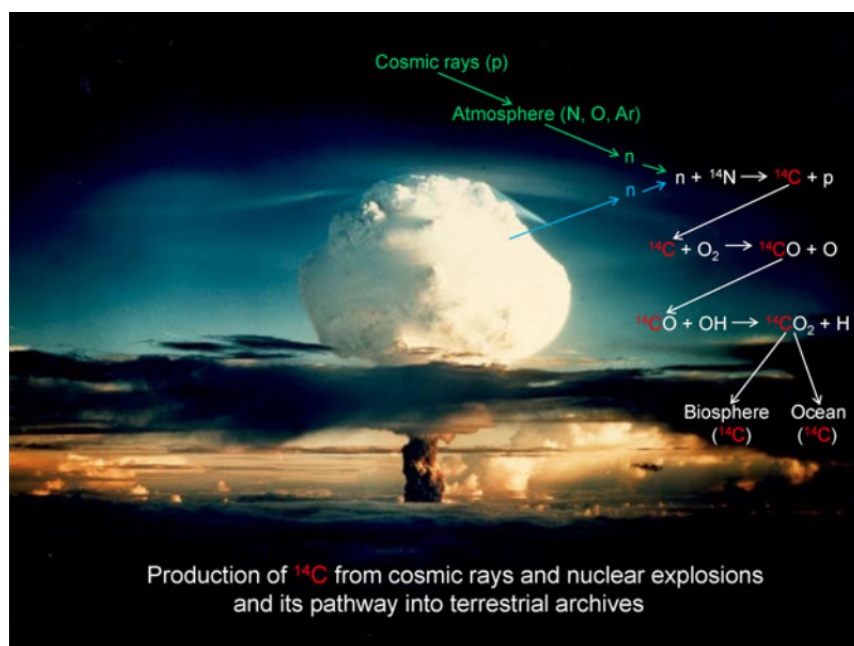 Cosmic rays (p)
Atmosphere (N, O, Ar)
n
n
n + ¹⁴N → ¹⁴C + p
¹⁴C + O₂ → ¹⁴CO + O
¹⁴CO + OH → ¹⁴CO₂ + H
Biosphere Ocean
(¹⁴C) (¹⁴C)
Production of ¹⁴C from cosmic rays and nuclear explosions
and its pathway into terrestrial archives